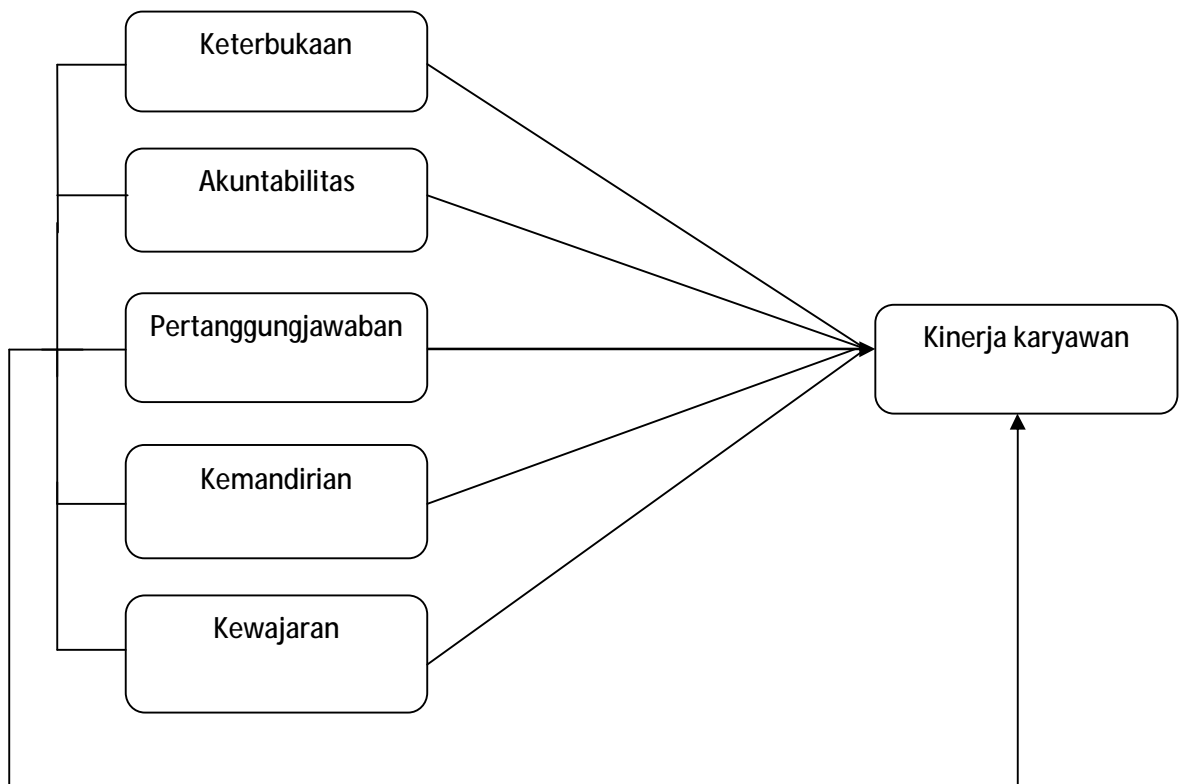 Keterbukaan
Akuntabilitas
Pertanggungjawaban
Kinerja karyawan
Kemandirian
Kewajaran